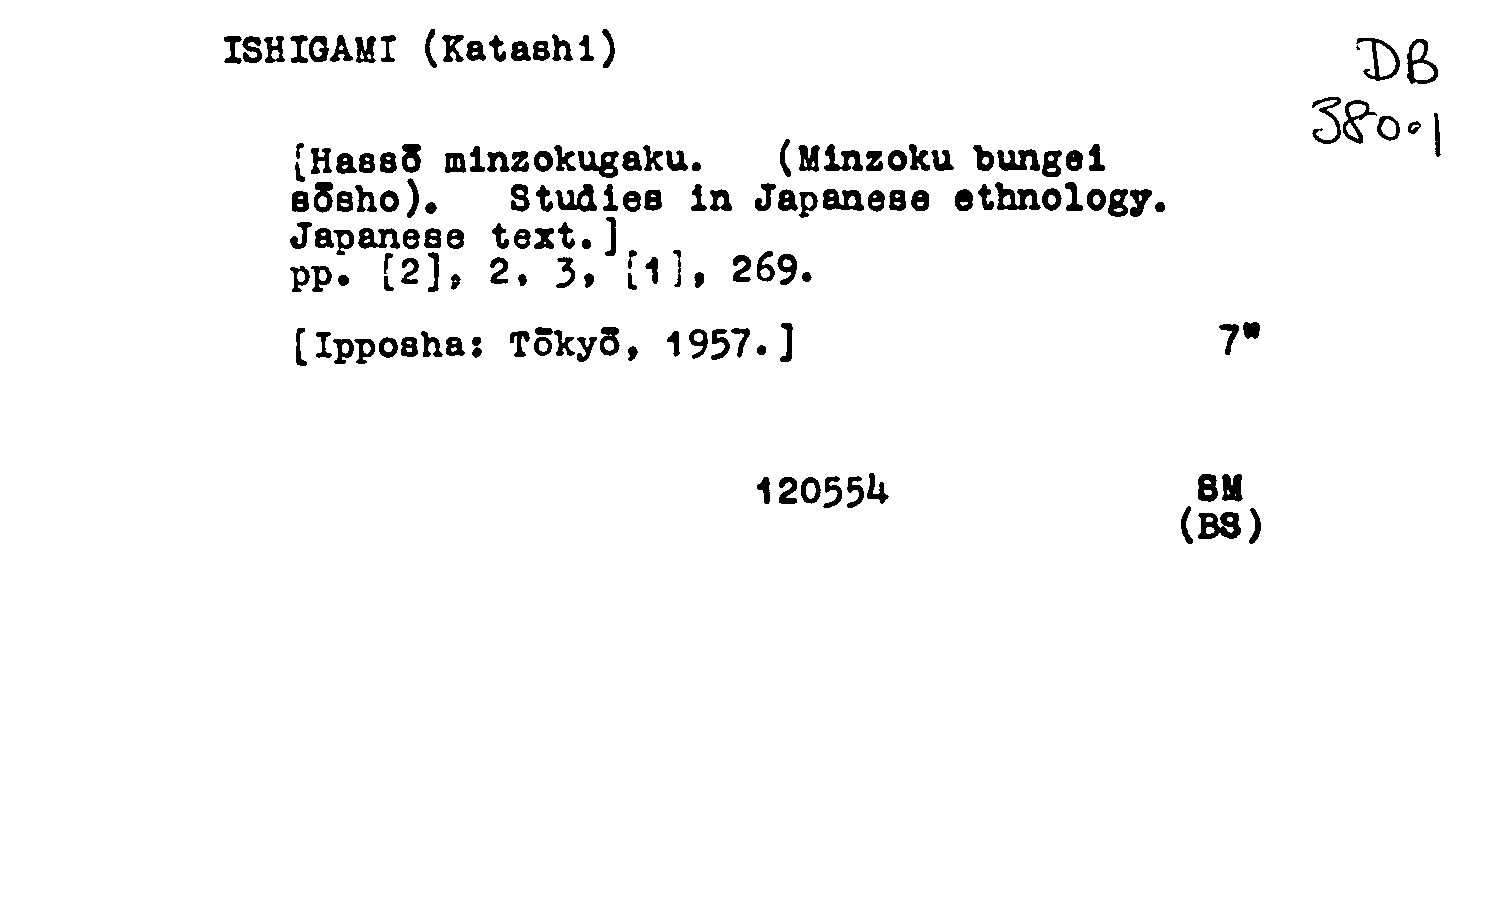 ISHIGAMI (Katashi)
DB
380.1
[Hassō minzokugaku. (Minzoku bungei
sōsho). Studies in Japanese ethnology.
Japanese text.]
pp. [2], 2. 3, [1], 269.
[Ipposha: Tōkyō, 1957.] 7"
120554 SM
(BS)